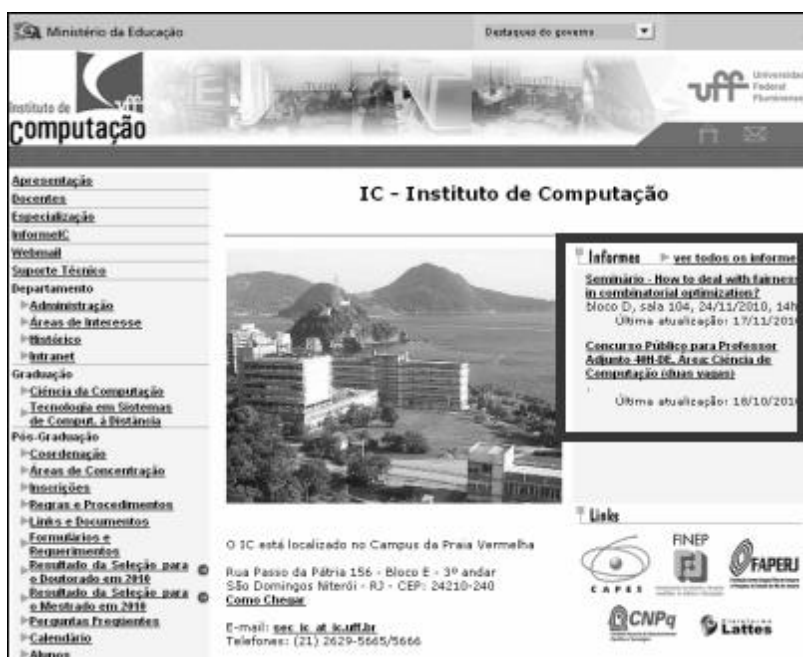 Ministério da Educação
Destaques do governo
Instituto de
Computação
uff
uff
Universidade
Federal
Fluminense
Apresentação
Docentes
Especialização
InformeIC
Webmail
Suporte Técnico
Departamento
Administração
Áreas de Interesse
Histórico
Intranet
Graduação
Ciência da Computação
Tecnologia em Sistemas
de Comput. à Distância
Pós-Graduação
Coordenação
Áreas de Concentração
Inscrições
Regras e Procedimentos
Links e Documentos
Formulários e
Requerimentos
Resultado da Seleção para
o Doutorado em 2010
Resultado da Seleção para
o Mestrado em 2010
Perguntas Freqüentes
Calendário
Alunos
IC - Instituto de Computação
O IC está localizado no Campus da Praia Vermelha
Rua Passo da Pátria 156 - Bloco E - 3º andar
São Domingos Niterói - RJ - CEP: 24210-240
Como Chegar
E-mail: sec_ic at ic.uff.br
Telefones: (21) 2629-5665/5666
Informes ver todos os informe
Seminário - How to deal with fairness
in combinatorial optimization?
bloco D, sala 104, 24/11/2010, 14h
Última atualização: 17/11/2010
Concurso Público para Professor
Adjunto 40H-DE, Área: Ciência de
Computação (duas vagas)
.
Última atualização: 18/10/2010
Links
CAPES
FINEP
FAPERJ
CNPq
Lattes